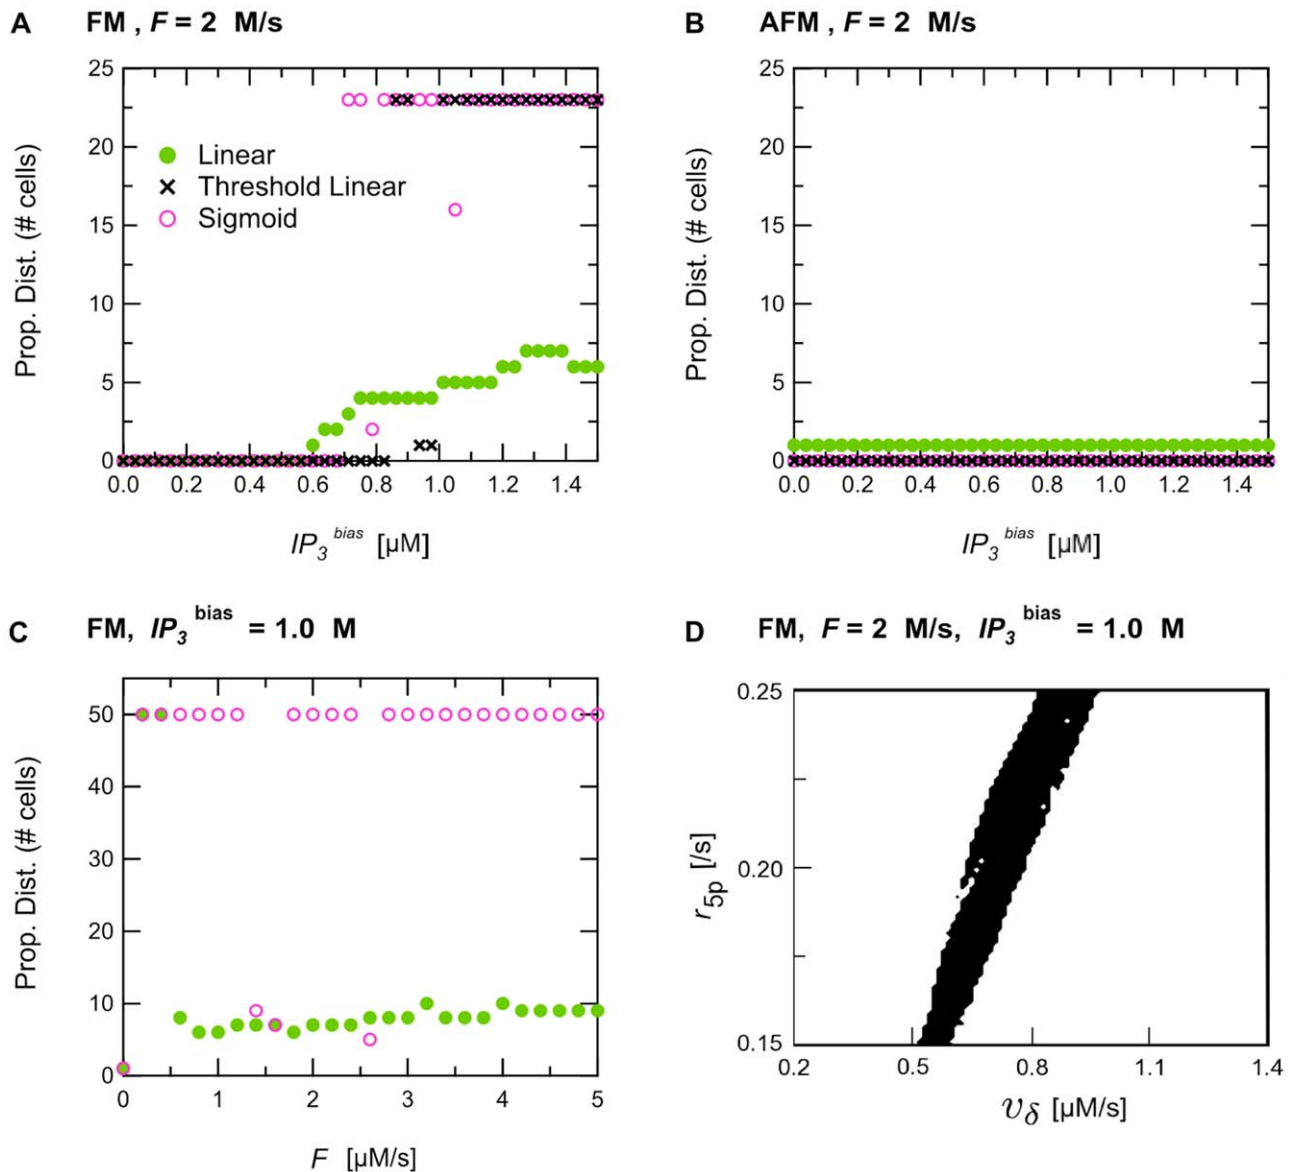 A FM , F = 2 M/s
25
20
15
10
5
0
Prop. Dist. (# cells)
Linear
Threshold Linear
Sigmoid
0.0 0.2 0.4 0.6 0.8 1.0 1.2 1.4
IP3 bias [µM]
B AFM , F = 2 M/s
25
20
15
10
5
0
Prop. Dist. (# cells)
0.0 0.2 0.4 0.6 0.8 1.0 1.2 1.4
IP3 bias [µM]
C FM, IP3 bias = 1.0 M
50
40
30
20
10
0
Prop. Dist. (# cells)
0 1 2 3 4 5
F [µM/s]
D FM, F = 2 M/s, IP3 bias = 1.0 M
0.25
0.20
0.15
r5p [/s]
0.2 0.5 0.8 1.1 1.4
υδ [µM/s]